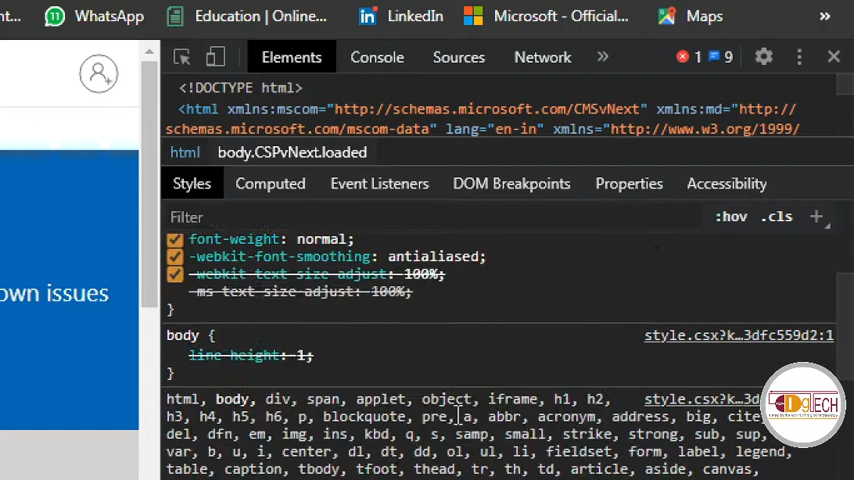 nt...
11
WhatsApp
Education | Online...
in LinkedIn
Microsoft - Official...
Maps
»
Elements
Console
Sources
Network
»
1
9
<!DOCTYPE html>
<html xmlns:mscom="http://schemas.microsoft.com/CMSvNext" xmlns:md="http://
schemas.microsoft.com/mscom-data" lang="en-in" xmlns="http://www.w3.org/1999/
html
body.CSPvNext.loaded
Styles
Computed
Event Listeners
DOM Breakpoints
Properties
Accessibility
Filter
:hov
.cls
+
font-weight: normal;
-webkit-font-smoothing: antialiased;
-webkit-text-size-adjust: 100%;
-ms-text-size-adjust: 100%;
}
own issues
body {
style.csx?k…3dfc559d2:1
line-height: 1;
}
html, body, div, span, applet, object, iframe, h1, h2,
style.csx?k…3dfc
h3, h4, h5, h6, p, blockquote, pre, a, abbr, acronym, address, big, cite
del, dfn, em, img, ins, kbd, q, s, samp, small, strike, strong, sub, sup,
var, b, u, i, center, dl, dt, dd, ol, ul, li, fieldset, form, label, legend,
table, caption, tbody, tfoot, thead, tr, th, td, article, aside, canvas,